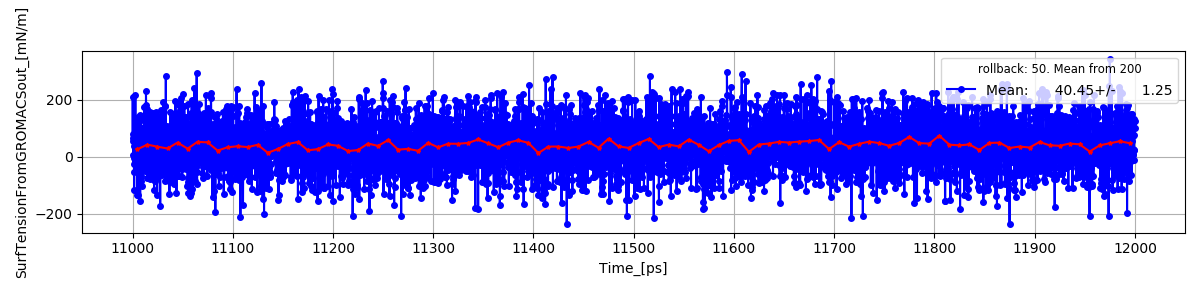 SurfTensionFromGROMACSout_[mN/m]
200
0
−200
rollback: 50. Mean from 200
Mean: 40.45+/- 1.25
11000 11100 11200 11300 11400 11500 11600 11700 11800 11900 12000
Time_[ps]